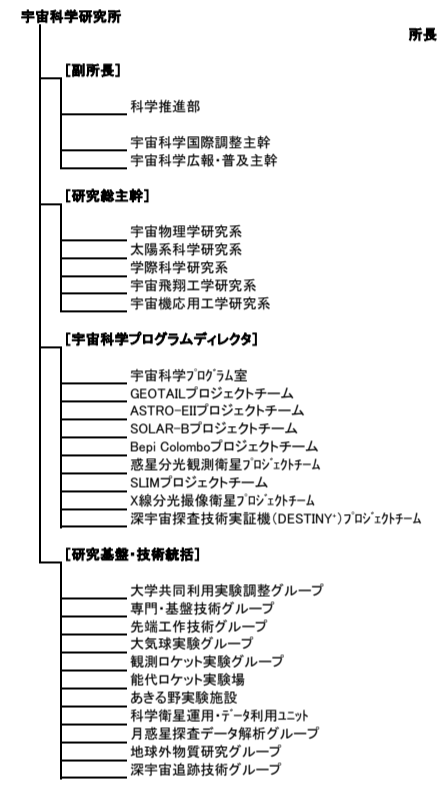 宇宙科学研究所
所長
[副所長]
科学推進部
宇宙科学国際調整主幹
宇宙科学広報・普及主幹
[研究総主幹]
宇宙物理学研究系
太陽系科学研究系
学際科学研究系
宇宙飛翔工学研究系
宇宙機応用工学研究系
[宇宙科学プログラムディレクタ]
宇宙科学ﾌﾟﾛｸﾞﾗﾑ室
GEOTAILプロジェクトチーム
ASTRO-EIIプロジェクトチーム
SOLAR-Bプロジェクトチーム
Bepi Colomboプロジェクトチーム
惑星分光観測衛星ﾌﾟﾛｼﾞｪｸﾄﾁｰﾑ
SLIMプロジェクトチーム
X線分光撮像衛星ﾌﾟﾛｼﾞｪｸﾄﾁｰﾑ
深宇宙探査技術実証機(DESTINY⁺)ﾌﾟﾛｼﾞｪｸﾄﾁｰﾑ
[研究基盤・技術統括]
大学共同利用実験調整グループ
専門・基盤技術グループ
先端工作技術グループ
大気球実験グループ
観測ロケット実験グループ
能代ロケット実験場
あきる野実験施設
科学衛星運用・ﾃﾞｰﾀ利用ﾕﾆｯﾄ
月惑星探査データ解析グループ
地球外物質研究グループ
深宇宙追跡技術グループ